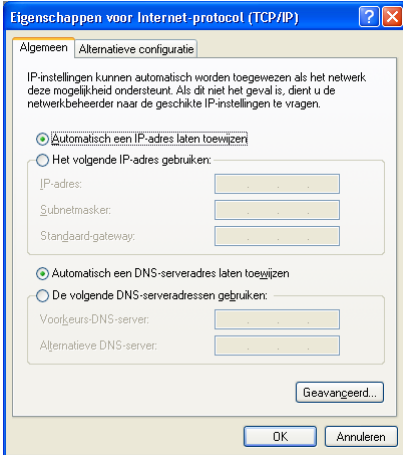 Eigenschappen voor Internet-protocol (TCP/IP)
Algemeen
Alternatieve configuratie
IP-instellingen kunnen automatisch worden toegewezen als het netwerk
deze mogelijkheid ondersteunt. Als dit niet het geval is, dient u de
netwerkbeheerder naar de geschikte IP-instellingen te vragen.
Automatisch een IP-adres laten toewijzen
Het volgende IP-adres gebruiken:
IP-adres:
Subnetmasker:
Standaard-gateway:
Automatisch een DNS-serveradres laten toewijzen
De volgende DNS-serveradressen gebruiken:
Voorkeurs-DNS-server:
Alternatieve DNS-server:
Geavanceerd...
OK
Annuleren